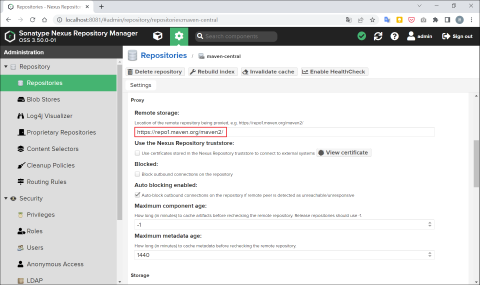 Repositories - Nexus Repository Manager
localhost:8081/#admin/repository/repositories:maven-central
Sonatype Nexus Repository Manager
OSS 3.50.0-01
Search components
admin
Sign out
Administration
Repository
Repositories
Blob Stores
Log4j Visualizer
Proprietary Repositories
Content Selectors
Cleanup Policies
Routing Rules
Security
Privileges
Roles
Users
Anonymous Access
LDAP
Repositories / maven-central
Delete repository
Rebuild index
Invalidate cache
Enable HealthCheck
Settings
Proxy
Remote storage:
Location of the remote repository being proxied, e.g. https://repo1.maven.org/maven2/
https://repo1.maven.org/maven2/
Use the Nexus Repository truststore:
Use certificates stored in the Nexus Repository truststore to connect to external systems
View certificate
Blocked:
Block outbound connections on the repository
Auto blocking enabled:
Auto-block outbound connections on the repository if remote peer is detected as unreachable/unresponsive
Maximum component age:
How long (in minutes) to cache artifacts before rechecking the remote repository. Release repositories should use -1.
-1
Maximum metadata age:
How long (in minutes) to cache metadata before rechecking the remote repository.
1440
Storage